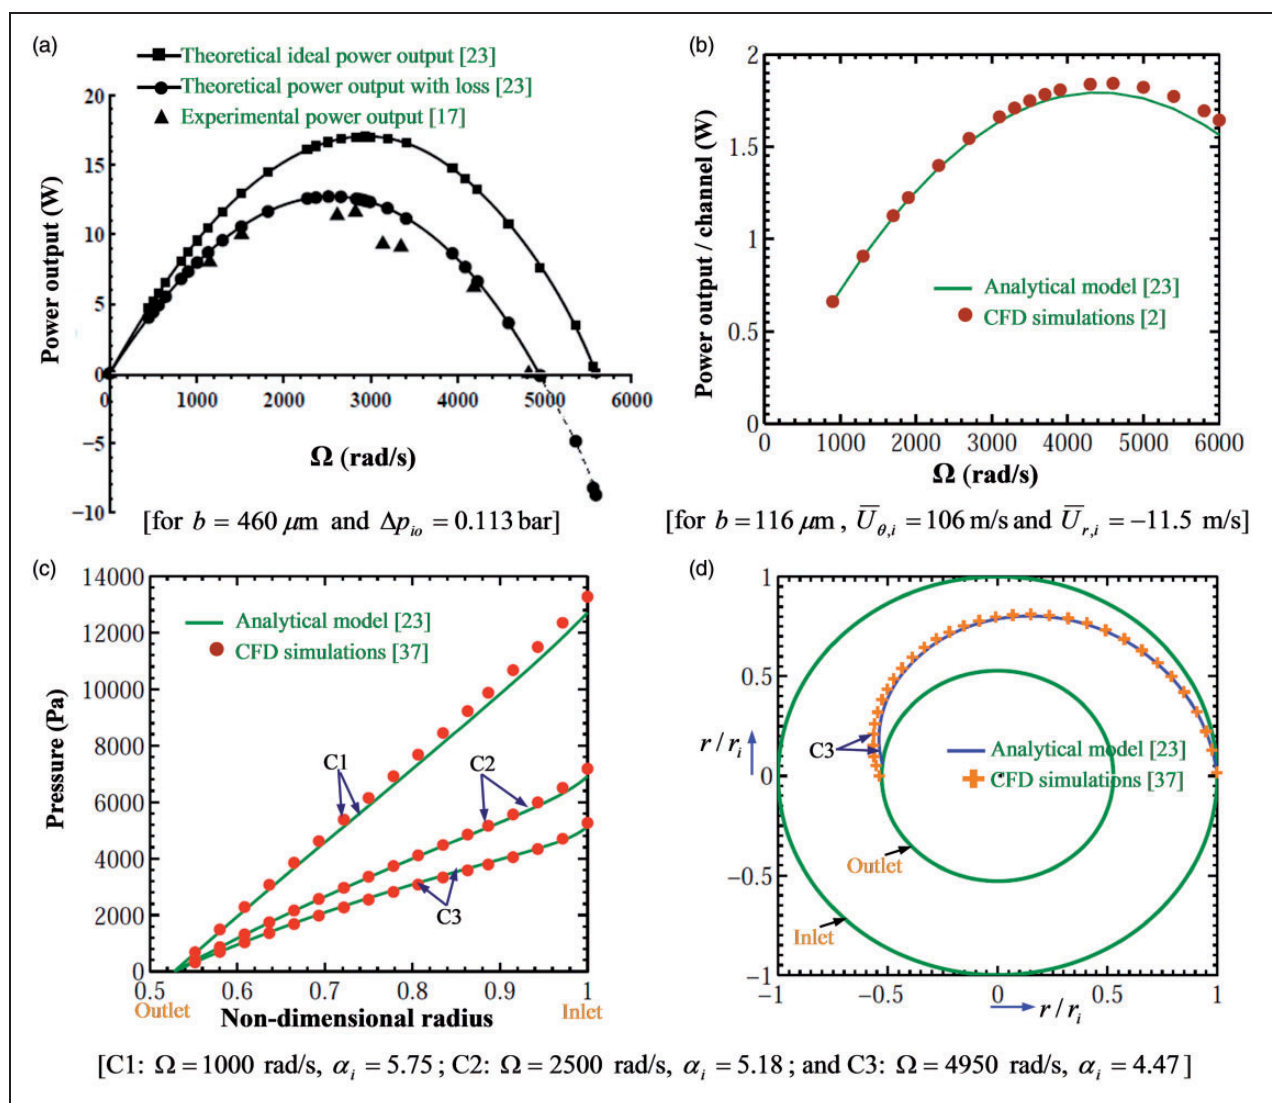 (a)
Theoretical ideal power output [23]
Theoretical power output with loss [23]
Experimental power output [17]
20
15
10
5
0
−5
−10
0 1000 2000 3000 4000 5000 6000
Power output (W)
Ω (rad/s)
[for b = 460 μm and Δp_io = 0.113 bar]
(b)
2
1.5
1
0.5
0
0 1000 2000 3000 4000 5000 6000
Power output / channel (W)
Analytical model [23]
CFD simulations [2]
Ω (rad/s)
[for b = 116 μm , U̅_θ,i = 106 m/s and U̅_r,i = −11.5 m/s]
(c)
14000
12000
10000
8000
6000
4000
2000
0
Pressure (Pa)
Analytical model [23]
CFD simulations [37]
C1
C2
C3
0.5 0.6 0.7 0.8 0.9 1
Outlet
Non-dimensional radius
Inlet
(d)
1
0.5
0
-0.5
-1
r / r_i
C3
Analytical model [23]
CFD simulations [37]
Outlet
Inlet
-1 -0.5 0 0.5 1
r / r_i
[C1: Ω = 1000 rad/s, α_i = 5.75 ; C2: Ω = 2500 rad/s, α_i = 5.18 ; and C3: Ω = 4950 rad/s, α_i = 4.47 ]